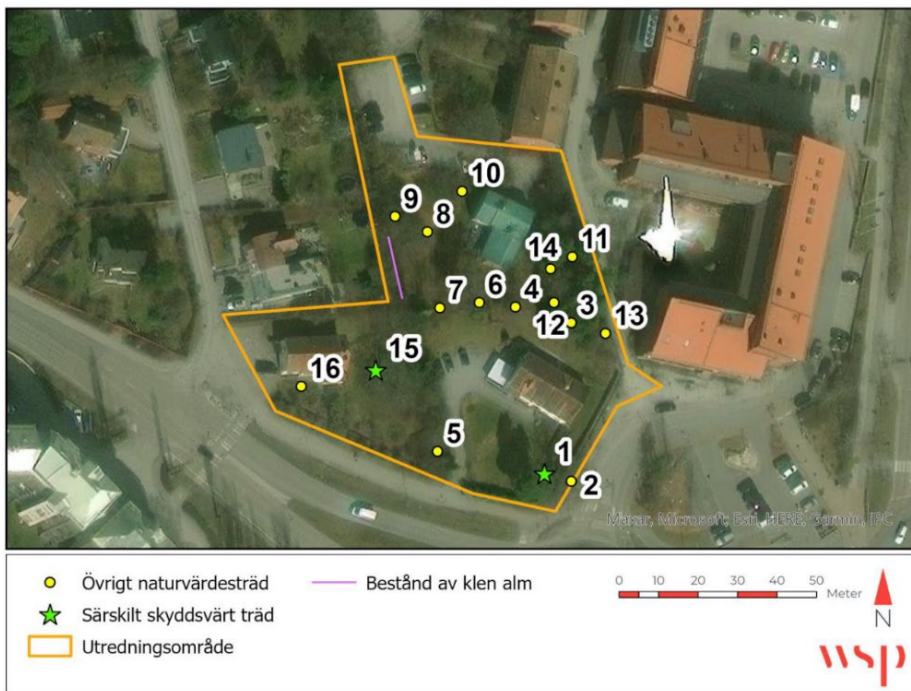 10
9
8
11
14
7
6
4
3
12
13
15
16
5
1
2
Maxar, Microsoft, Esri, HERE, Garmin, IPC
Övrigt naturvärdesträd
Bestånd av klen alm
0 10 20 30 40 50
Meter
Särskilt skyddsvärt träd
N
Utredningsområde
wsp